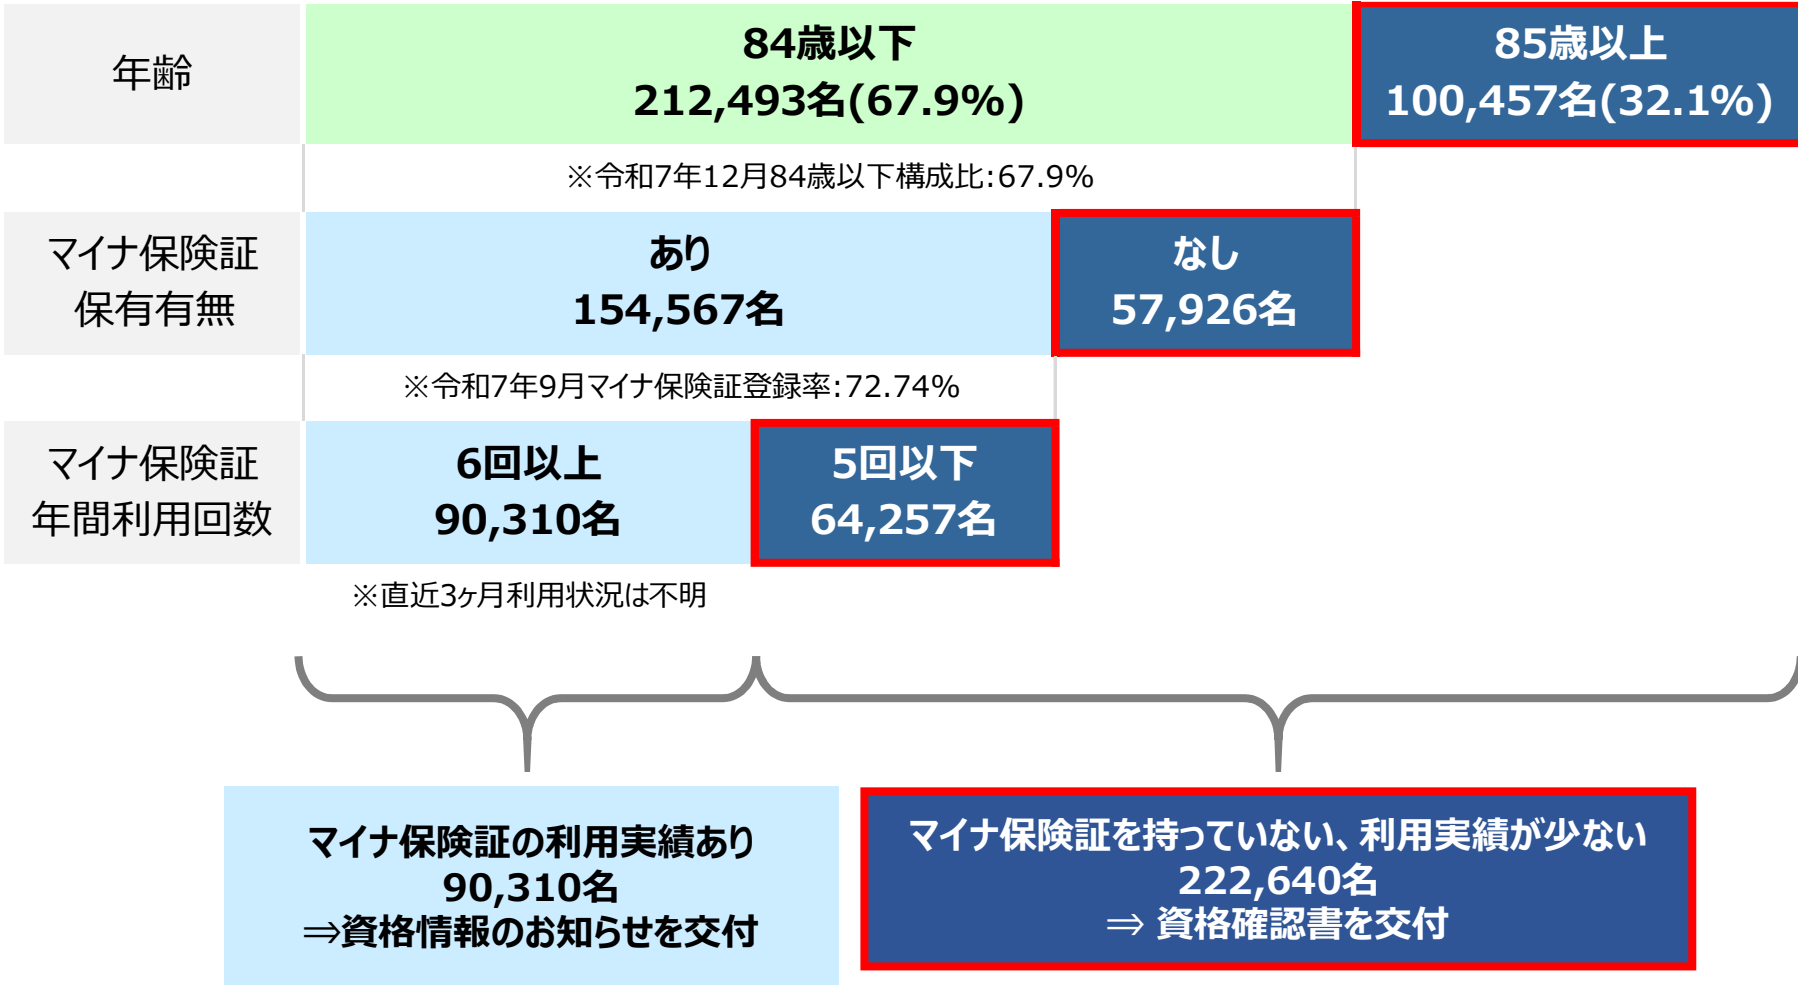 年齢
84歳以下
212,493名(67.9%)
85歳以上
100,457名(32.1%)
※令和7年12月84歳以下構成比:67.9%
マイナ保険証
保有有無
あり
154,567名
なし
57,926名
※令和7年9月マイナ保険証登録率:72.74%
マイナ保険証
年間利用回数
6回以上
90,310名
5回以下
64,257名
※直近3ヶ月利用状況は不明
マイナ保険証の利用実績あり
90,310名
⇒資格情報のお知らせを交付
マイナ保険証を持っていない、利用実績が少ない
222,640名
⇒ 資格確認書を交付